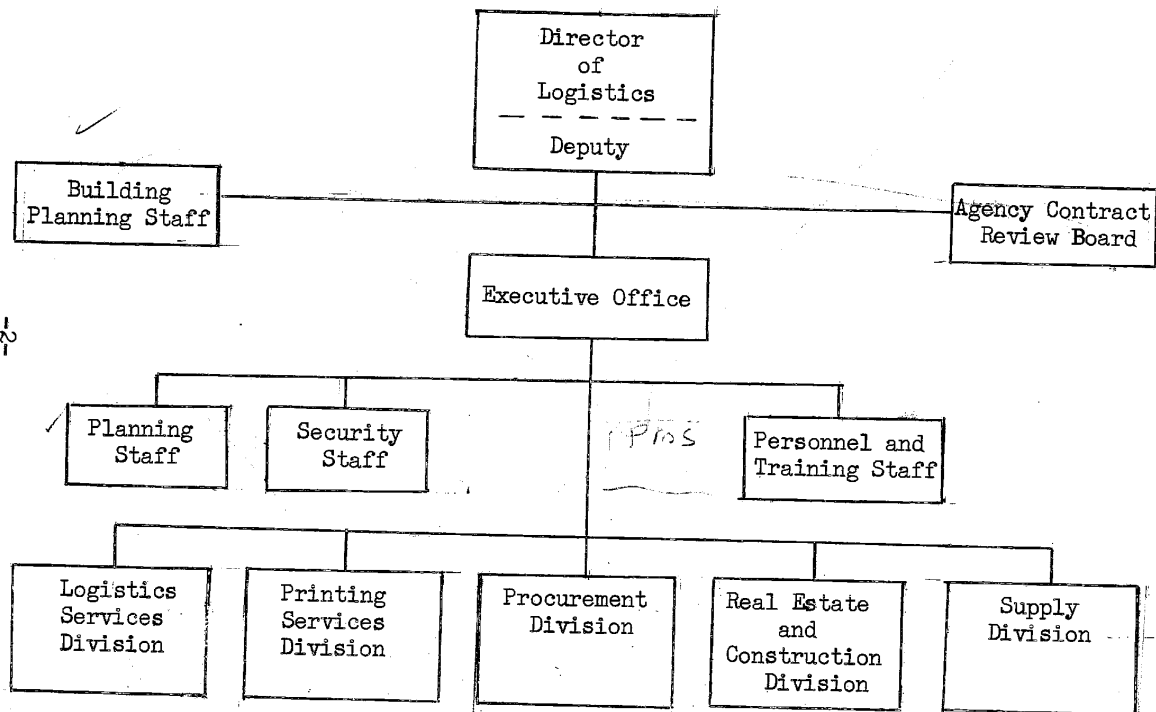 Director
of
Logistics
Deputy
Building
Planning Staff
Agency Contract
Review Board
Executive Office
-2-
Planning
Staff
Security
Staff
Personnel and
Training Staff
Logistics
Services
Division
Printing
Services
Division
Procurement
Division
Real Estate
and
Construction
Division
Supply
Division